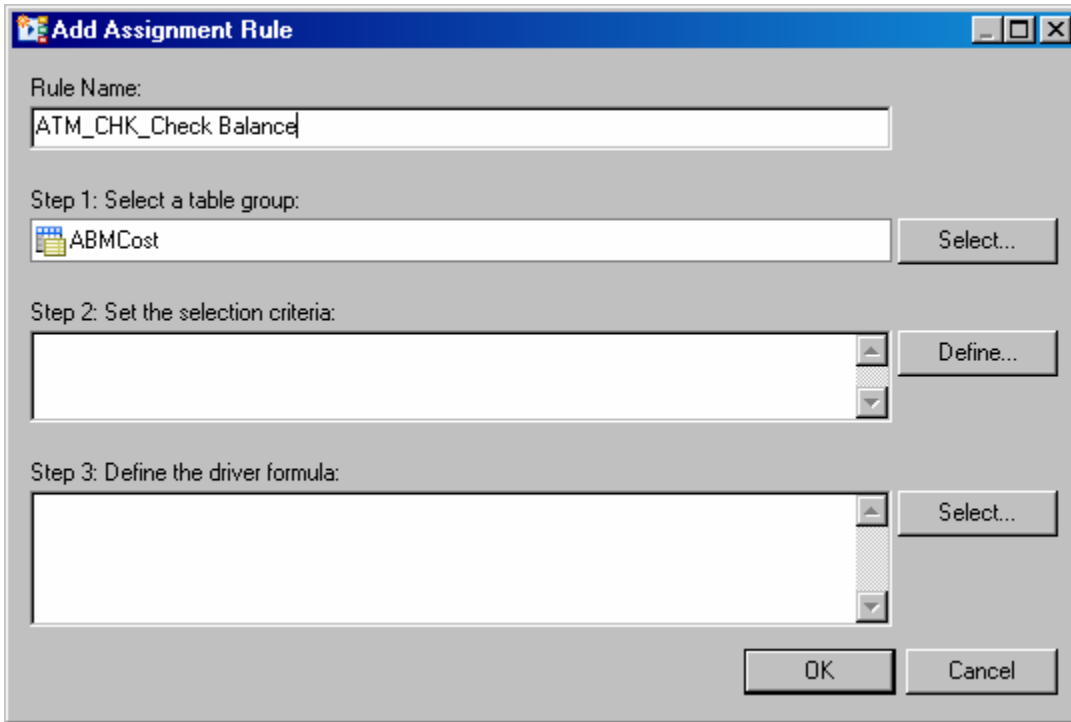 Add Assignment Rule
Rule Name:
ATM_CHK_Check Balance
Step 1: Select a table group:
ABMCost
Select...
Step 2: Set the selection criteria:
Define...
Step 3: Define the driver formula:
Select...
OK
Cancel